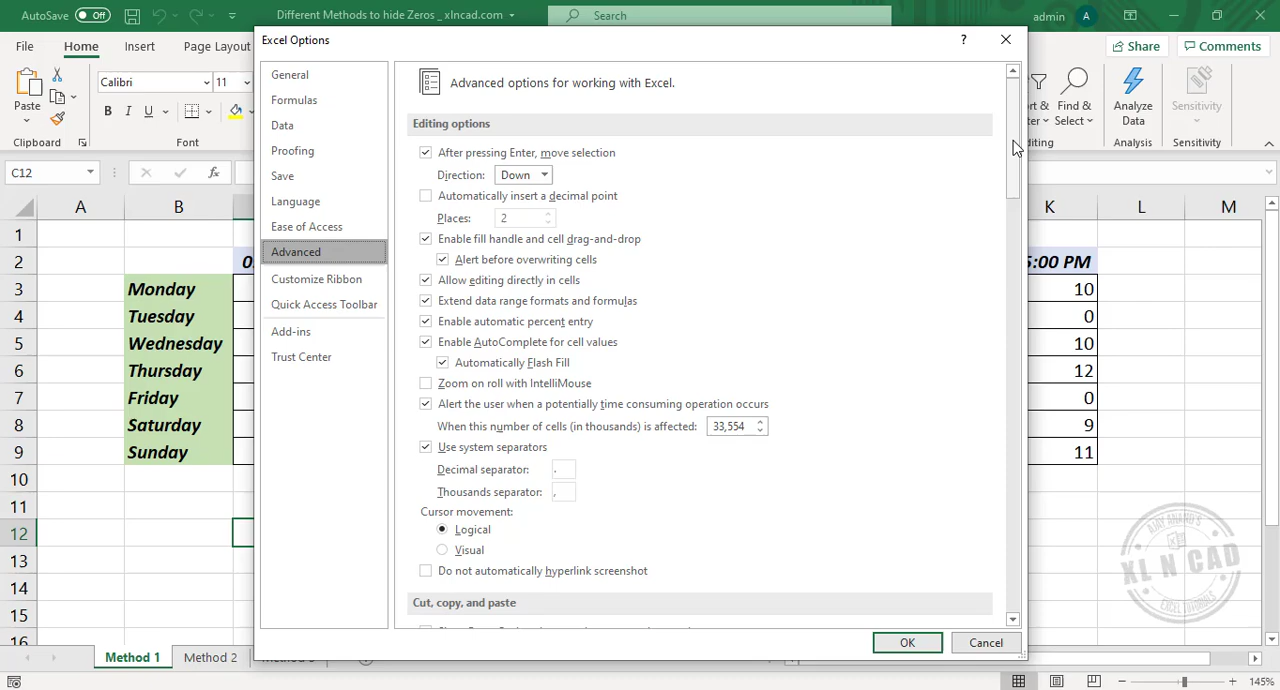 AutoSave Off Different Methods to hide Zeros _ xlncad.com Search admin A
File Home Insert Page Layout Share Comments
Paste Calibri 11 Find & Select Analyze Data Sensitivity
B I U
Clipboard Font Analysis Sensitivity
C12 fx
A B K L M
1
2 5:00 PM
3 Monday 10
4 Tuesday 0
5 Wednesday 10
6 Thursday 12
7 Friday 0
8 Saturday 9
9 Sunday 11
10
11
12
13
14
15
16
Excel Options ?
General
Formulas
Data
Proofing
Save
Language
Ease of Access
Advanced
Customize Ribbon
Quick Access Toolbar
Add-ins
Trust Center
Advanced options for working with Excel.
Editing options
After pressing Enter, move selection
Direction: Down
Automatically insert a decimal point
Places: 2
Enable fill handle and cell drag-and-drop
Alert before overwriting cells
Allow editing directly in cells
Extend data range formats and formulas
Enable automatic percent entry
Enable AutoComplete for cell values
Automatically Flash Fill
Zoom on roll with IntelliMouse
Alert the user when a potentially time consuming operation occurs
When this number of cells (in thousands) is affected: 33,554
Use system separators
Decimal separator: .
Thousands separator: ,
Cursor movement:
Logical
Visual
Do not automatically hyperlink screenshot
Cut, copy, and paste
OK Cancel
AJAY ANAND'S
XL N CAD
EXCEL TUTORIALS
Method 1 Method 2
145%